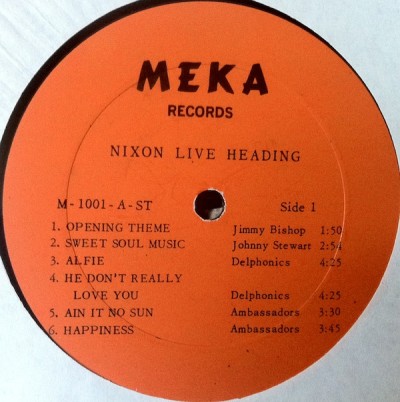 MEKA
RECORDS
NIXON LIVE HEADING
M-1001-A-ST Side 1
1. OPENING THEME Jimmy Bishop 1:50
2. SWEET SOUL MUSIC Johnny Stewart 2:54
3. ALFIE Delphonics 4:25
4. HE DON'T REALLY
LOVE YOU Delphonics 4:25
5. AIN IT NO SUN Ambassadors 3:30
6. HAPPINESS Ambassadors 3:45